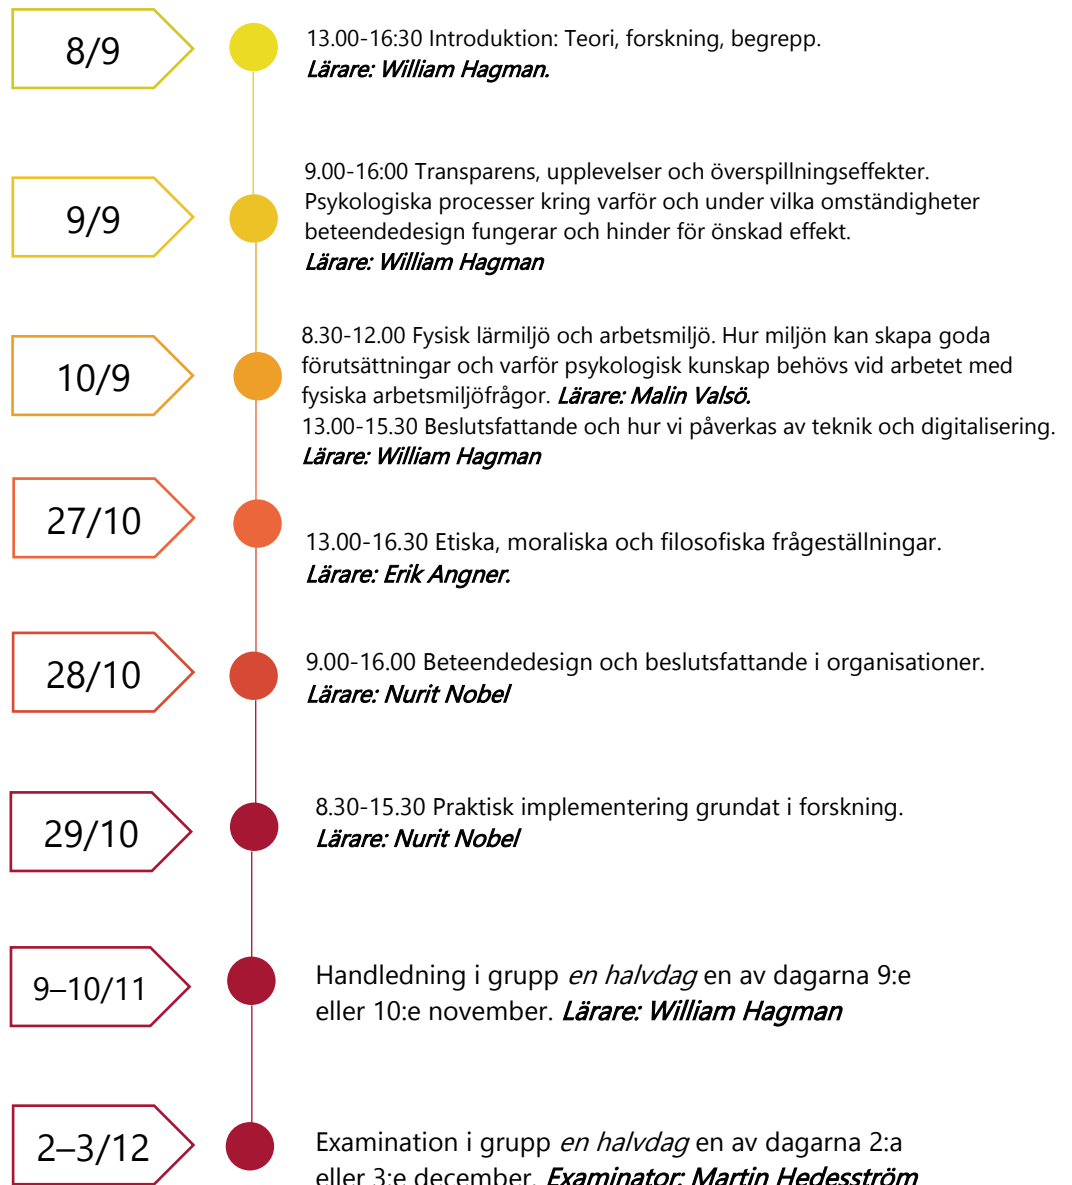 8/9
13.00-16:30 Introduktion: Teori, forskning, begrepp.
Lärare: William Hagman.
9/9
9.00-16:00 Transparens, upplevelser och överspillningseffekter.
Psykologiska processer kring varför och under vilka omständigheter
beteendedesign fungerar och hinder för önskad effekt.
Lärare: William Hagman
10/9
8.30-12.00 Fysisk lärmiljö och arbetsmiljö. Hur miljön kan skapa goda
förutsättningar och varför psykologisk kunskap behövs vid arbetet med
fysiska arbetsmiljöfrågor. Lärare: Malin Valsö.
13.00-15.30 Beslutsfattande och hur vi påverkas av teknik och digitalisering.
Lärare: William Hagman
27/10
13.00-16.30 Etiska, moraliska och filosofiska frågeställningar.
Lärare: Erik Angner.
28/10
9.00-16.00 Beteendedesign och beslutsfattande i organisationer.
Lärare: Nurit Nobel
29/10
8.30-15.30 Praktisk implementering grundat i forskning.
Lärare: Nurit Nobel
9–10/11
Handledning i grupp en halvdag en av dagarna 9:e
eller 10:e november. Lärare: William Hagman
2–3/12
Examination i grupp en halvdag en av dagarna 2:a
eller 3:e december. Examinator: Martin Hedesström